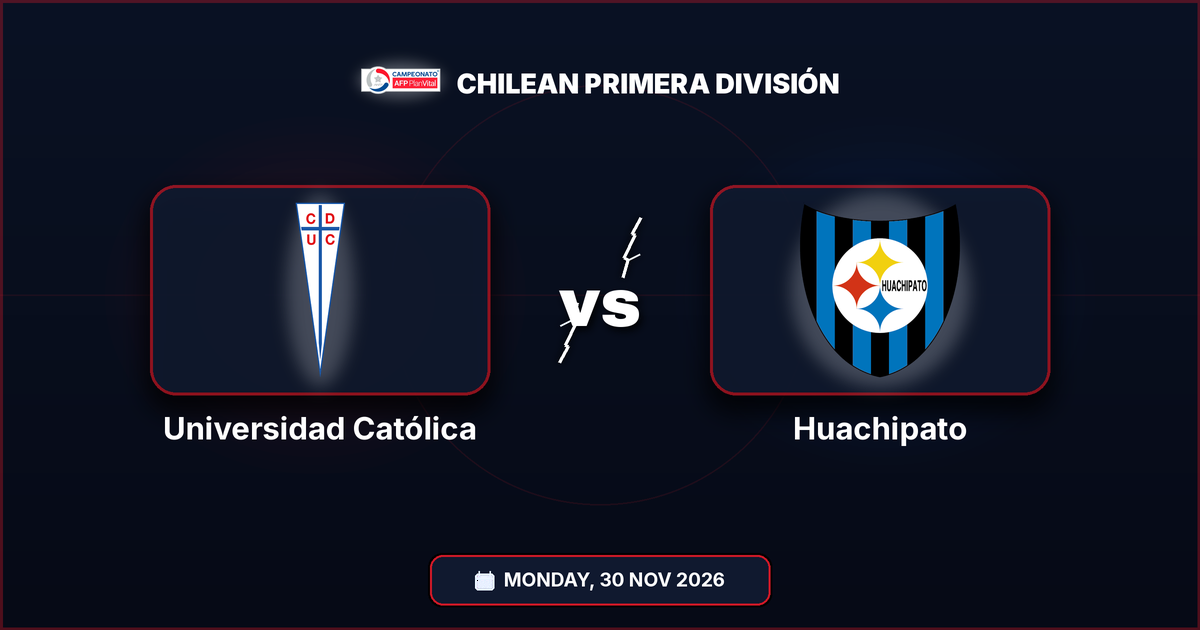 CAMPEONATO
AFP PlanVital
CHILEAN PRIMERA DIVISIÓN
C D
U C
VS
HUACHIPATO
Universidad Católica
Huachipato
MONDAY, 30 NOV 2026